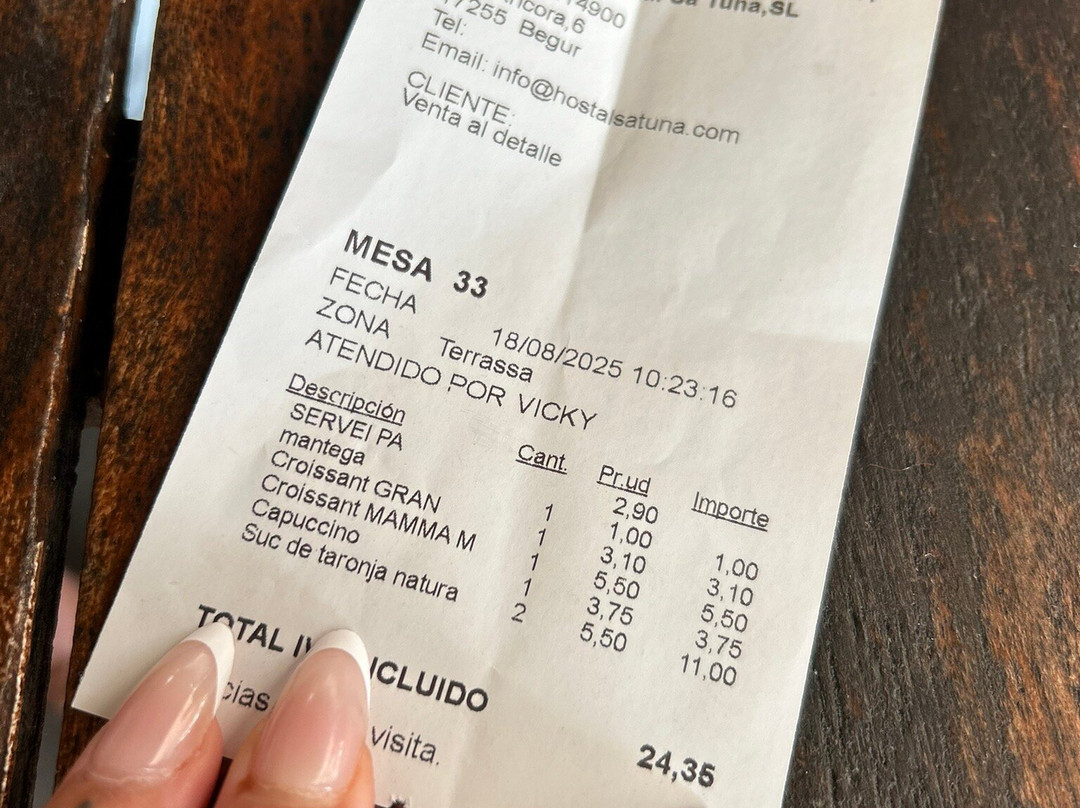 Sa Tuna,SL
14900
ncora,6
17255 Begur
Tel:
Email: info@hostalsatuna.com
CLIENTE:
Venta al detalle
MESA 33
FECHA 18/08/2025 10:23:16
ZONA Terrassa
ATENDIDO POR VICKY
Descripción Cant. Pr.ud Importe
SERVEI PA 2,90
mantega 1 1,00 1,00
Croissant GRAN 1 3,10 3,10
Croissant MAMMA M 1 5,50 5,50
Capuccino 1 3,75 3,75
Suc de taronja natura 2 5,50 11,00
TOTAL INCLUIDO 24,35
cias visita.